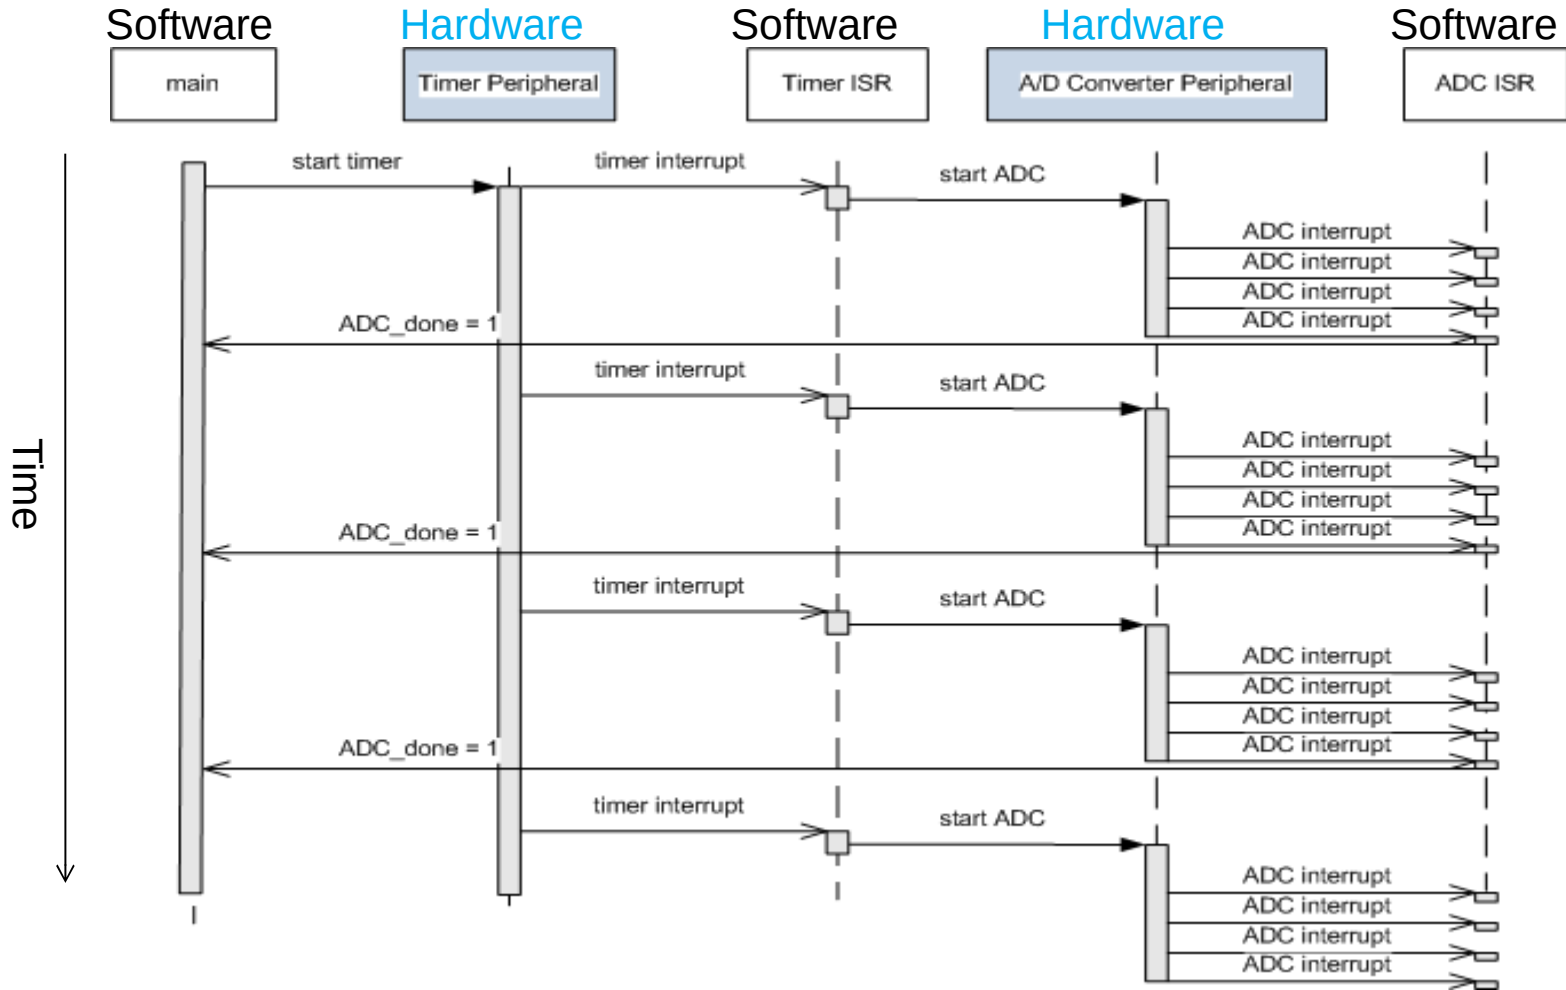 Software Hardware Software Hardware Software
main Timer Peripheral Timer ISR A/D Converter Peripheral ADC ISR
start timer timer interrupt start ADC
ADC interrupt
ADC interrupt
ADC interrupt
ADC_done = 1 ADC interrupt
timer interrupt start ADC
ADC interrupt
ADC interrupt
ADC interrupt
ADC_done = 1 ADC interrupt
timer interrupt start ADC
ADC interrupt
ADC interrupt
ADC interrupt
ADC_done = 1 ADC interrupt
timer interrupt start ADC
ADC interrupt
ADC interrupt
ADC interrupt
ADC interrupt
Time